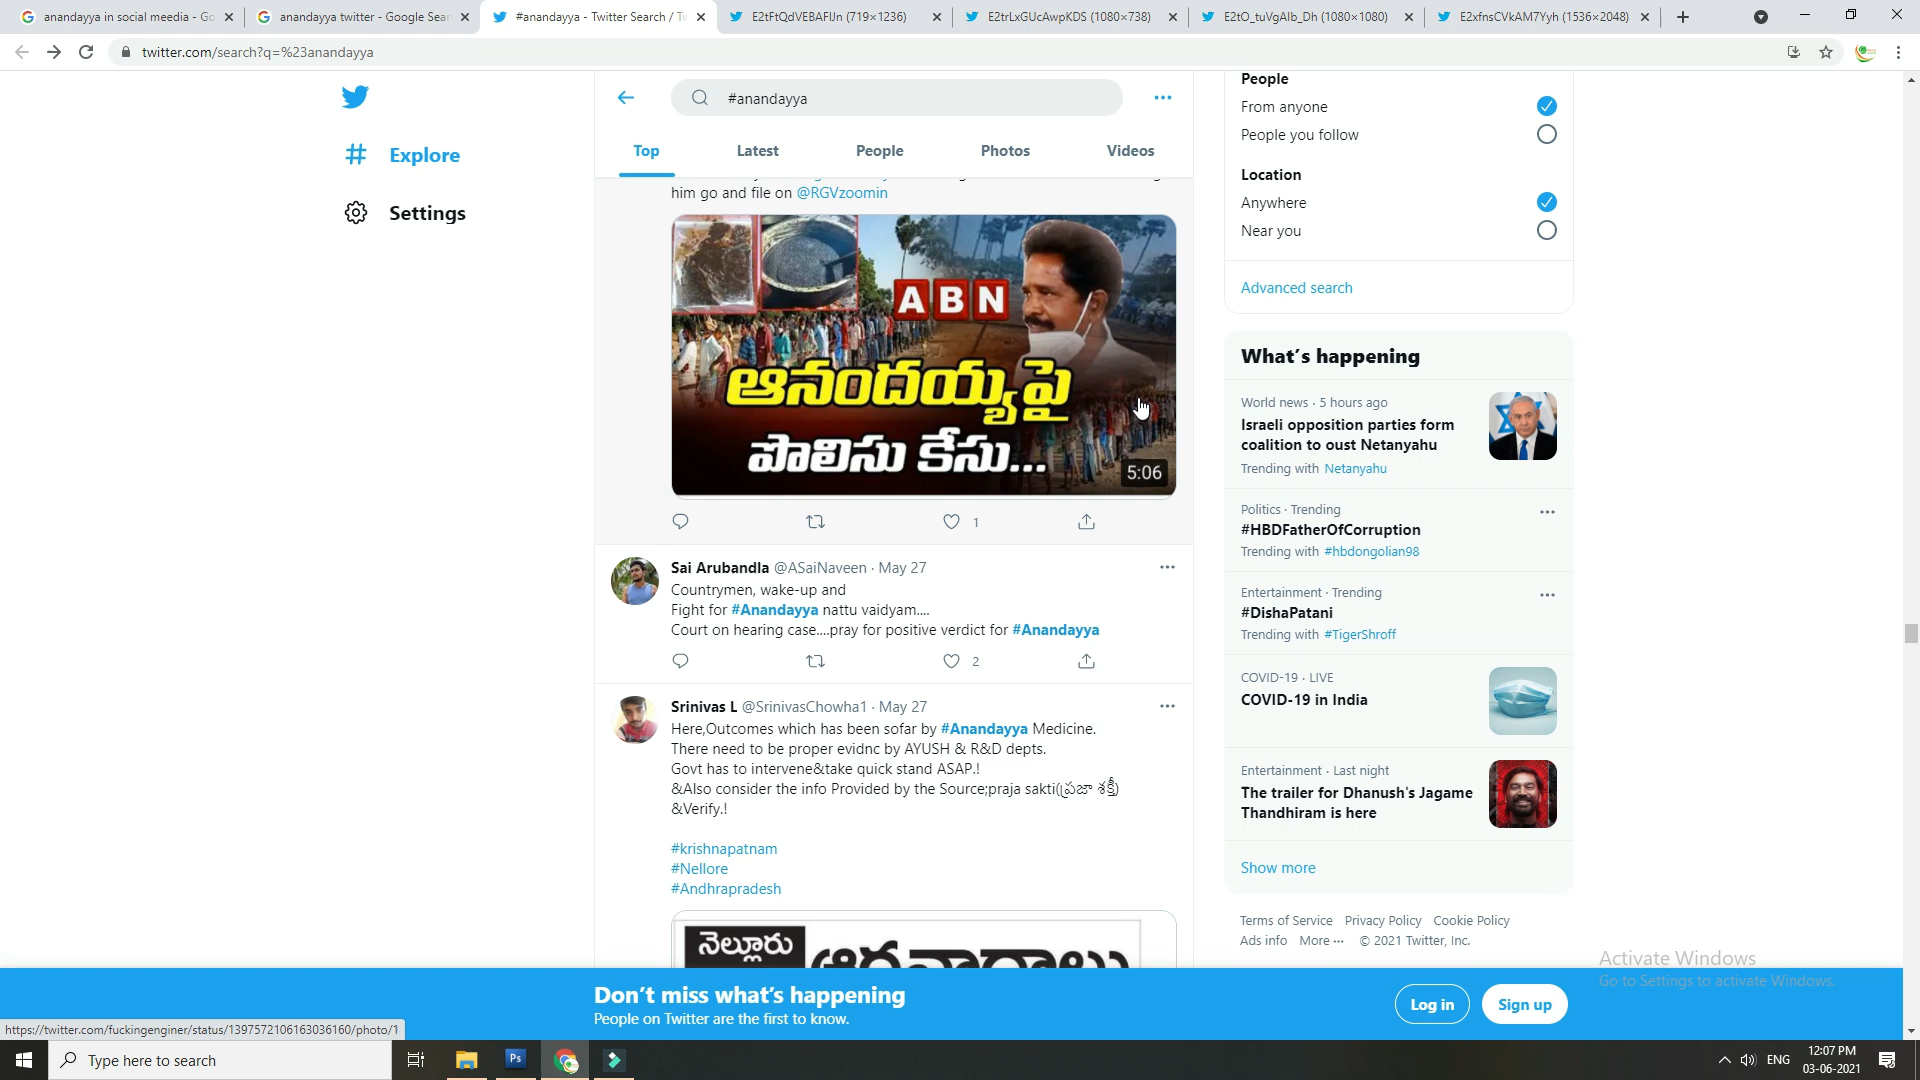 anandayya in social meedia - Go
anandayya twitter - Google Sear
#anandayya - Twitter Search / Tw
E2tFtQdVEBAFlJn (719×1236)
E2trLxGUcAwpKDS (1080×738)
E2tO_tuVgAIb_Dh (1080×1080)
E2xfnsCVkAM7Yyh (1536×2048)
twitter.com/search?q=%23anandayya
Explore
Settings
#anandayya
Top
Latest
People
Photos
Videos
him go and file on @RGVzoomin
ABN
ఆనందయ్యపై
పొలిసు కేసు...
5:06
1
Sai Arubandla @ASaiNaveen · May 27
Countrymen, wake-up and
Fight for #Anandayya nattu vaidyam....
Court on hearing case....pray for positive verdict for #Anandayya
2
Srinivas L @SrinivasChowha1 · May 27
Here,Outcomes which has been sofar by #Anandayya Medicine.
There need to be proper evidnc by AYUSH & R&D depts.
Govt has to intervene&take quick stand ASAP.!
&Also consider the info Provided by the Source;praja sakti(ప్రజా శక్తీ)
&Verify.!
#krishnapatnam
#Nellore
#Andhrapradesh
నెల్లూరు
People
From anyone
People you follow
Location
Anywhere
Near you
Advanced search
What's happening
World news · 5 hours ago
Israeli opposition parties form
coalition to oust Netanyahu
Trending with Netanyahu
Politics · Trending
#HBDFatherOfCorruption
Trending with #hbdongolian98
Entertainment · Trending
#DishaPatani
Trending with #TigerShroff
COVID-19 · LIVE
COVID-19 in India
Entertainment · Last night
The trailer for Dhanush's Jagame
Thandhiram is here
Show more
Terms of Service Privacy Policy Cookie Policy
Ads info More ··· © 2021 Twitter, Inc.
Activate Windows
Go to Settings to activate Windows.
Don't miss what's happening
People on Twitter are the first to know.
Log in
Sign up
https://twitter.com/fuckingenginer/status/1397572106163036160/photo/1
Type here to search
Ps
ENG
12:07 PM
03-06-2021